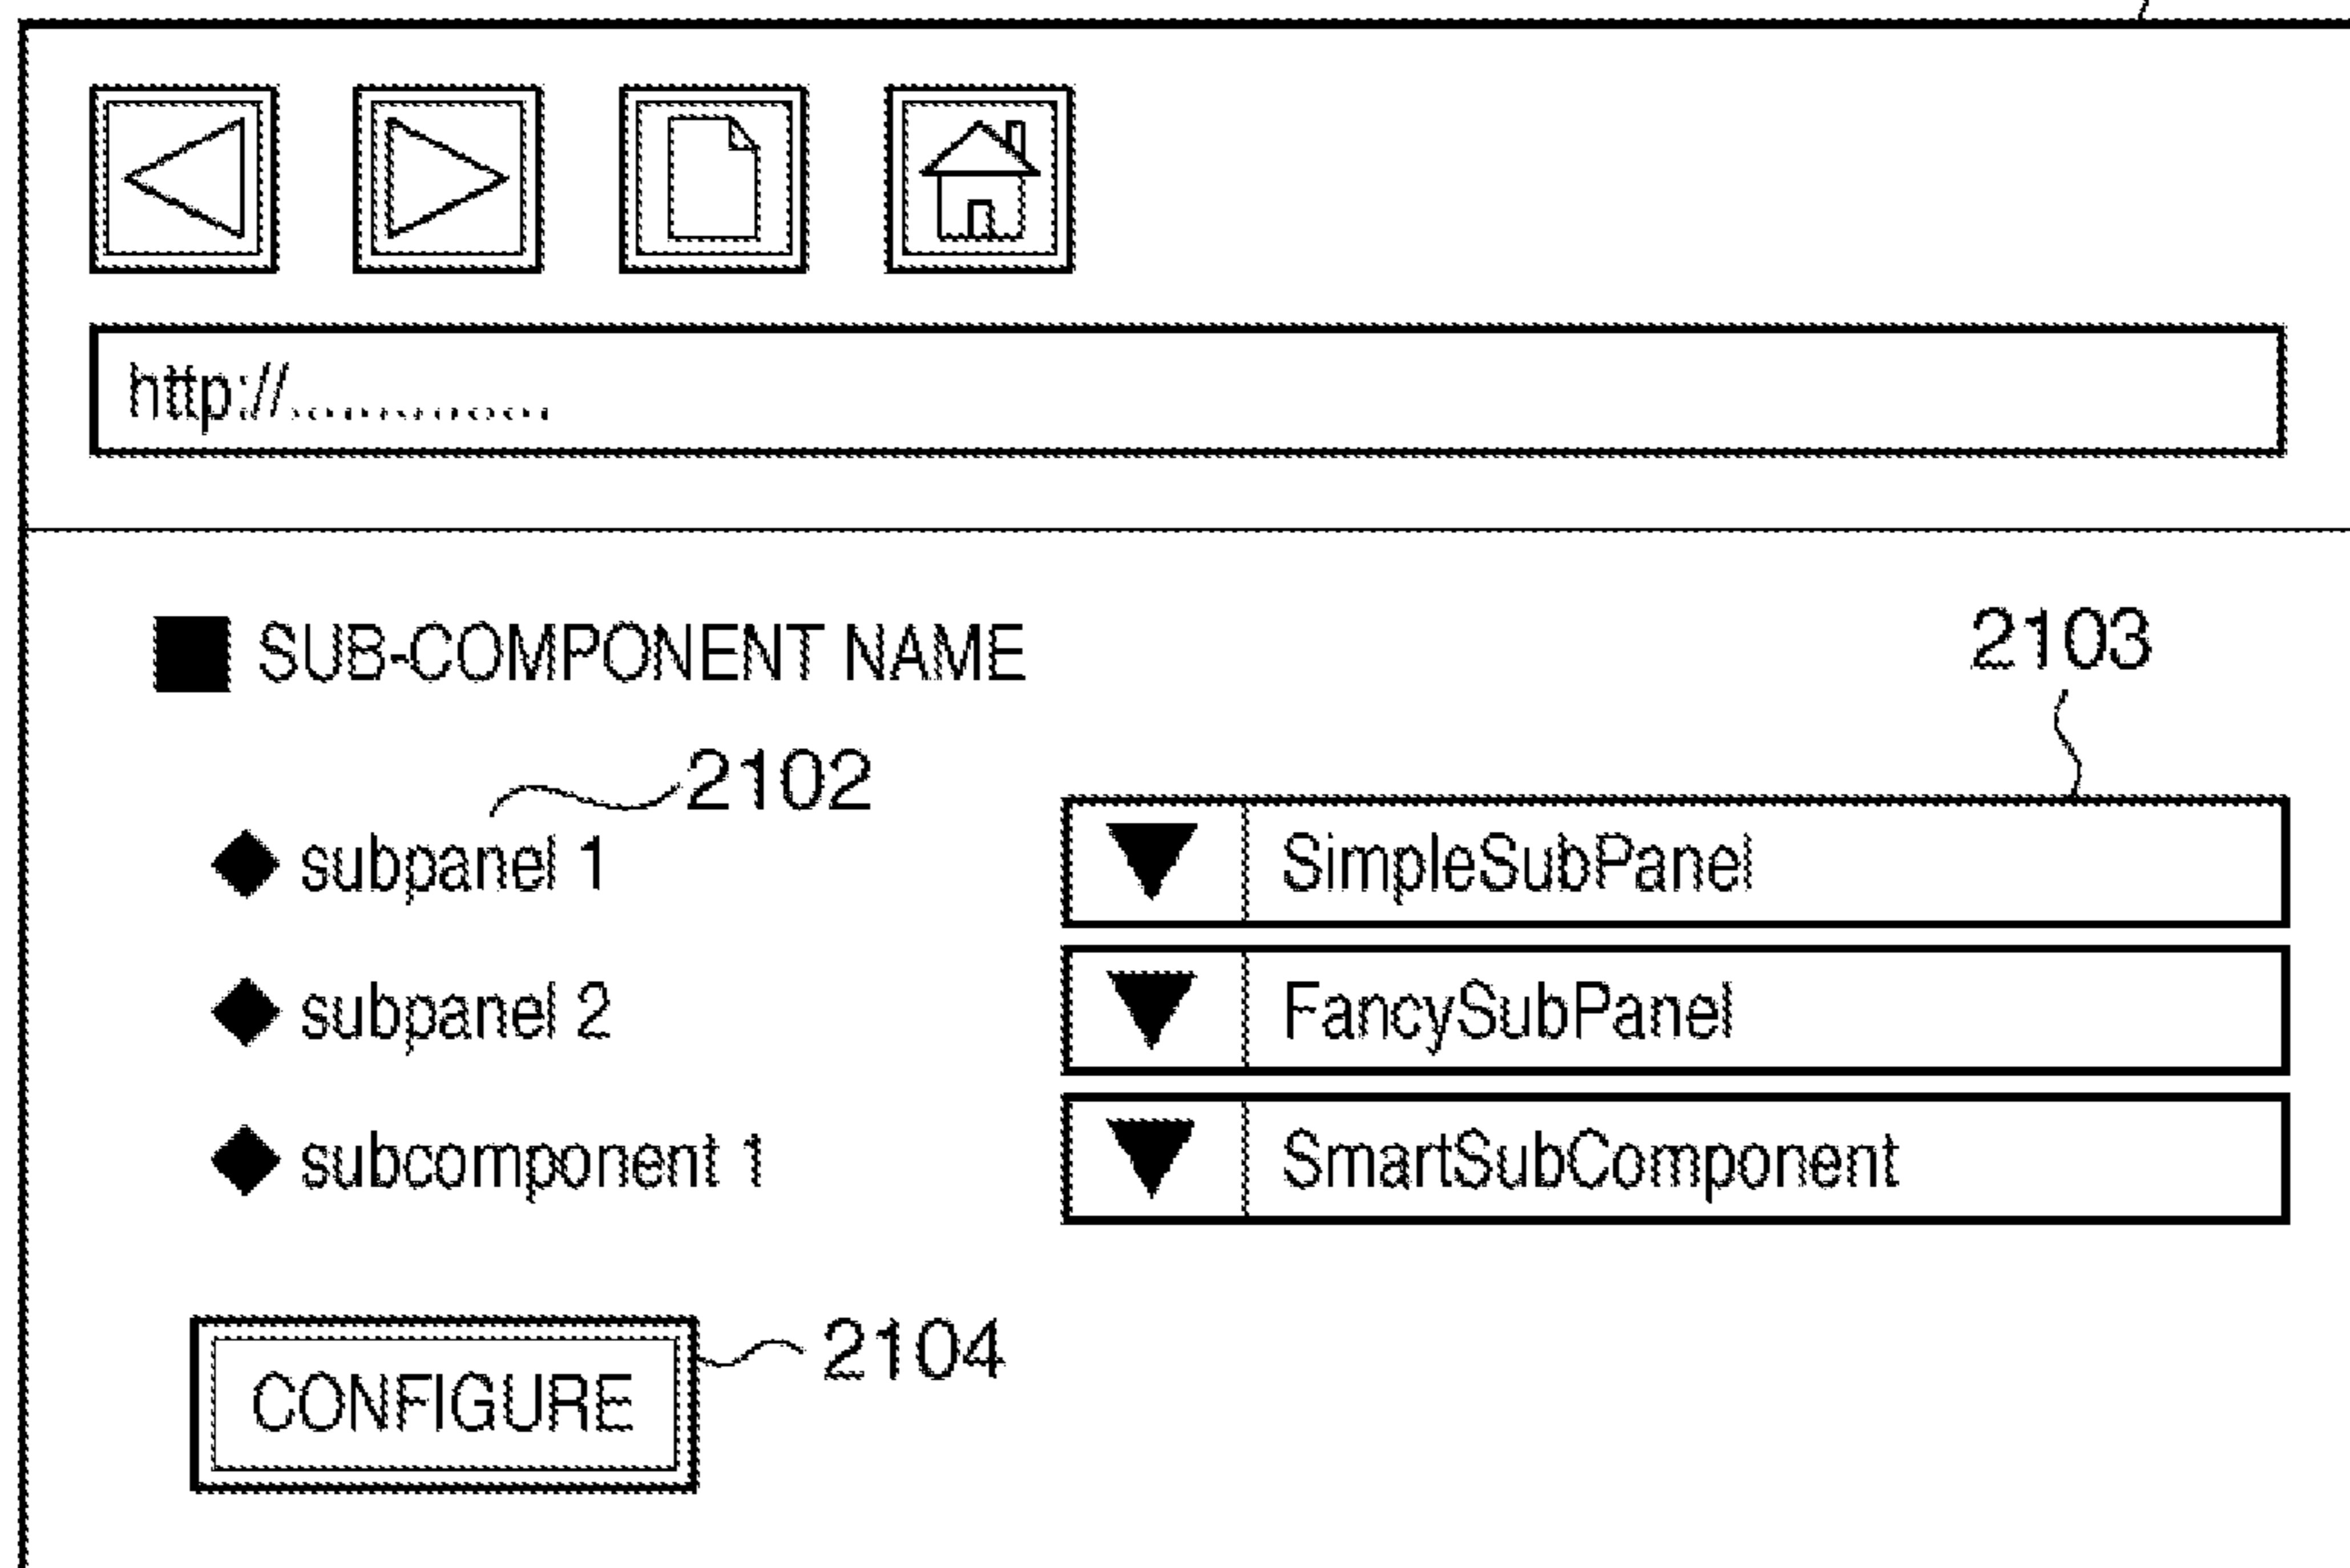 http://..............
SUB-COMPONENT NAME
2103
2102
subpanel 1
SimpleSubPanel
subpanel 2
FancySubPanel
subcomponent 1
SmartSubComponent
2104
CONFIGURE